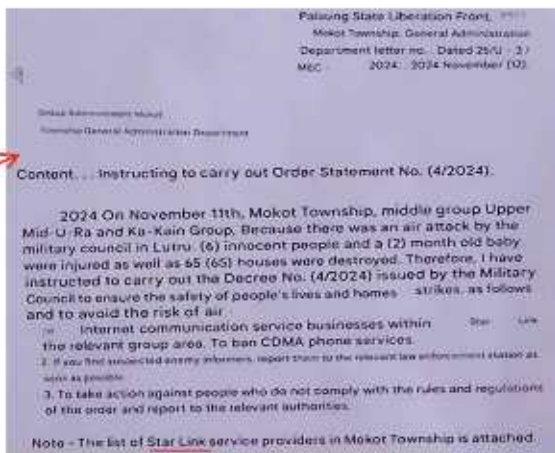 Palaung State Liberation Front,
Mokot Township, General Administration
Department letter no. Dated 25/U - 3 /
MEC 2024. 2024 November (12).
Group Administrator Mokot
Township General Administration Department
Content... Instructing to carry out Order Statement No. (4/2024).
2024 On November 11th, Mokot Township, middle group Upper
Mid-U-Ra and Ka-Kain Group, Because there was an air attack by the
military council in Lutru. (6) innocent people and a (2) month old baby
were injured as well as 65 (65) houses were destroyed. Therefore, I have
instructed to carry out the Decree No. (4/2024) issued by the Military
Council to ensure the safety of people's lives and homes strikes, as follows
and to avoid the risk of air
Internet communication service businesses within Star Link
the relevant group area. To ban CDMA phone services.
2. If you find suspected enemy informers, report them to the relevant law enforcement station as
soon as possible
3. To take action against people who do not comply with the rules and regulations
of the order and report to the relevant authorities.
Note - The list of Star Link service providers in Mokot Township is attached.